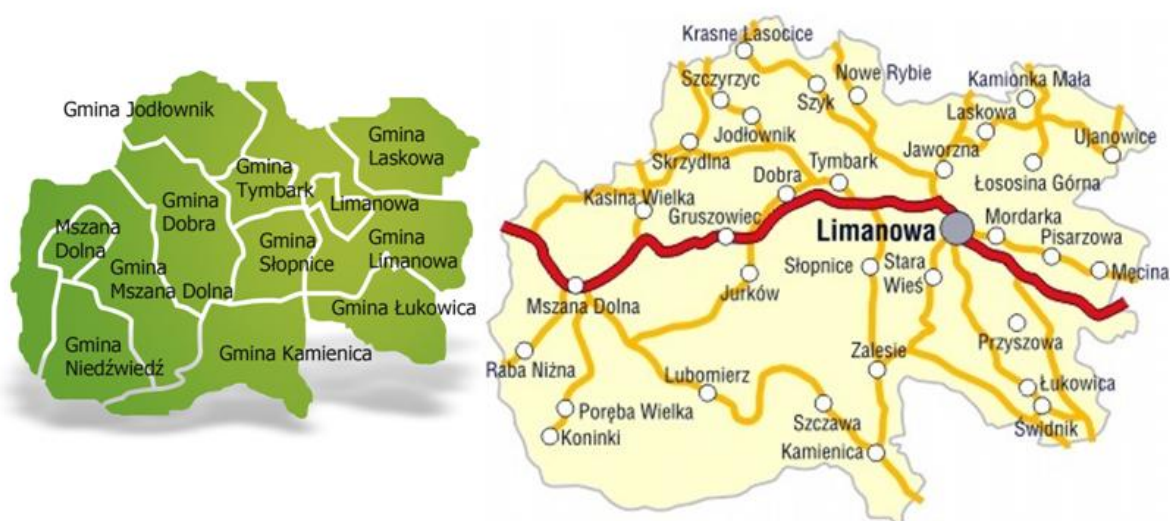 Gmina Jodłownik
Gmina
Laskowa
Gmina
Tymbark
Limanowa
Gmina
Dobra
Mszana
Dolna
Gmina
Słopnice
Gmina
Limanowa
Gmina
Mszana Dolna
Gmina Łukowica
Gmina
Niedźwiedź
Gmina Kamienica
Krasne Łasocice
Szczyrzyc
Nowe Rybie
Szyk
Kamionka Mała
Laskowa
Jodłownik
Ujanowice
Skrzydlna
Tymbark
Jaworzna
Dobra
Łososina Górna
Kasina Wielka
Gruszowiec
Limanowa
Mordarka
Pisarzowa
Słopnice
Stara
Wieś
Męcina
Jurków
Mszana Dolna
Przyszowa
Zalesie
Raba Niżna
Lubomierz
Łukowica
Poręba Wielka
Szczawa
Świdnik
Koninki
Kamienica